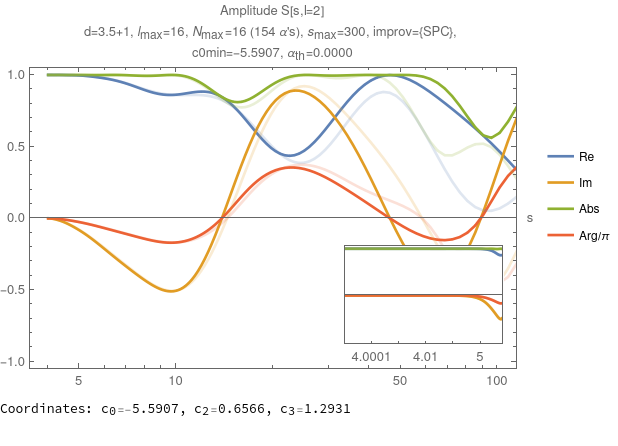 Amplitude S[s,l=2]
d=3.5+1, lmax=16, Nmax=16 (154 α's), smax=300, improv={SPC},
c0min=-5.5907, αth=0.0000
1.0
0.5
0.0
-0.5
-1.0
s
Re
Im
Abs
Arg/π
4.0001 4.01 5
5 10 50 100
Coordinates: c0=-5.5907, c2=0.6566, c3=1.2931